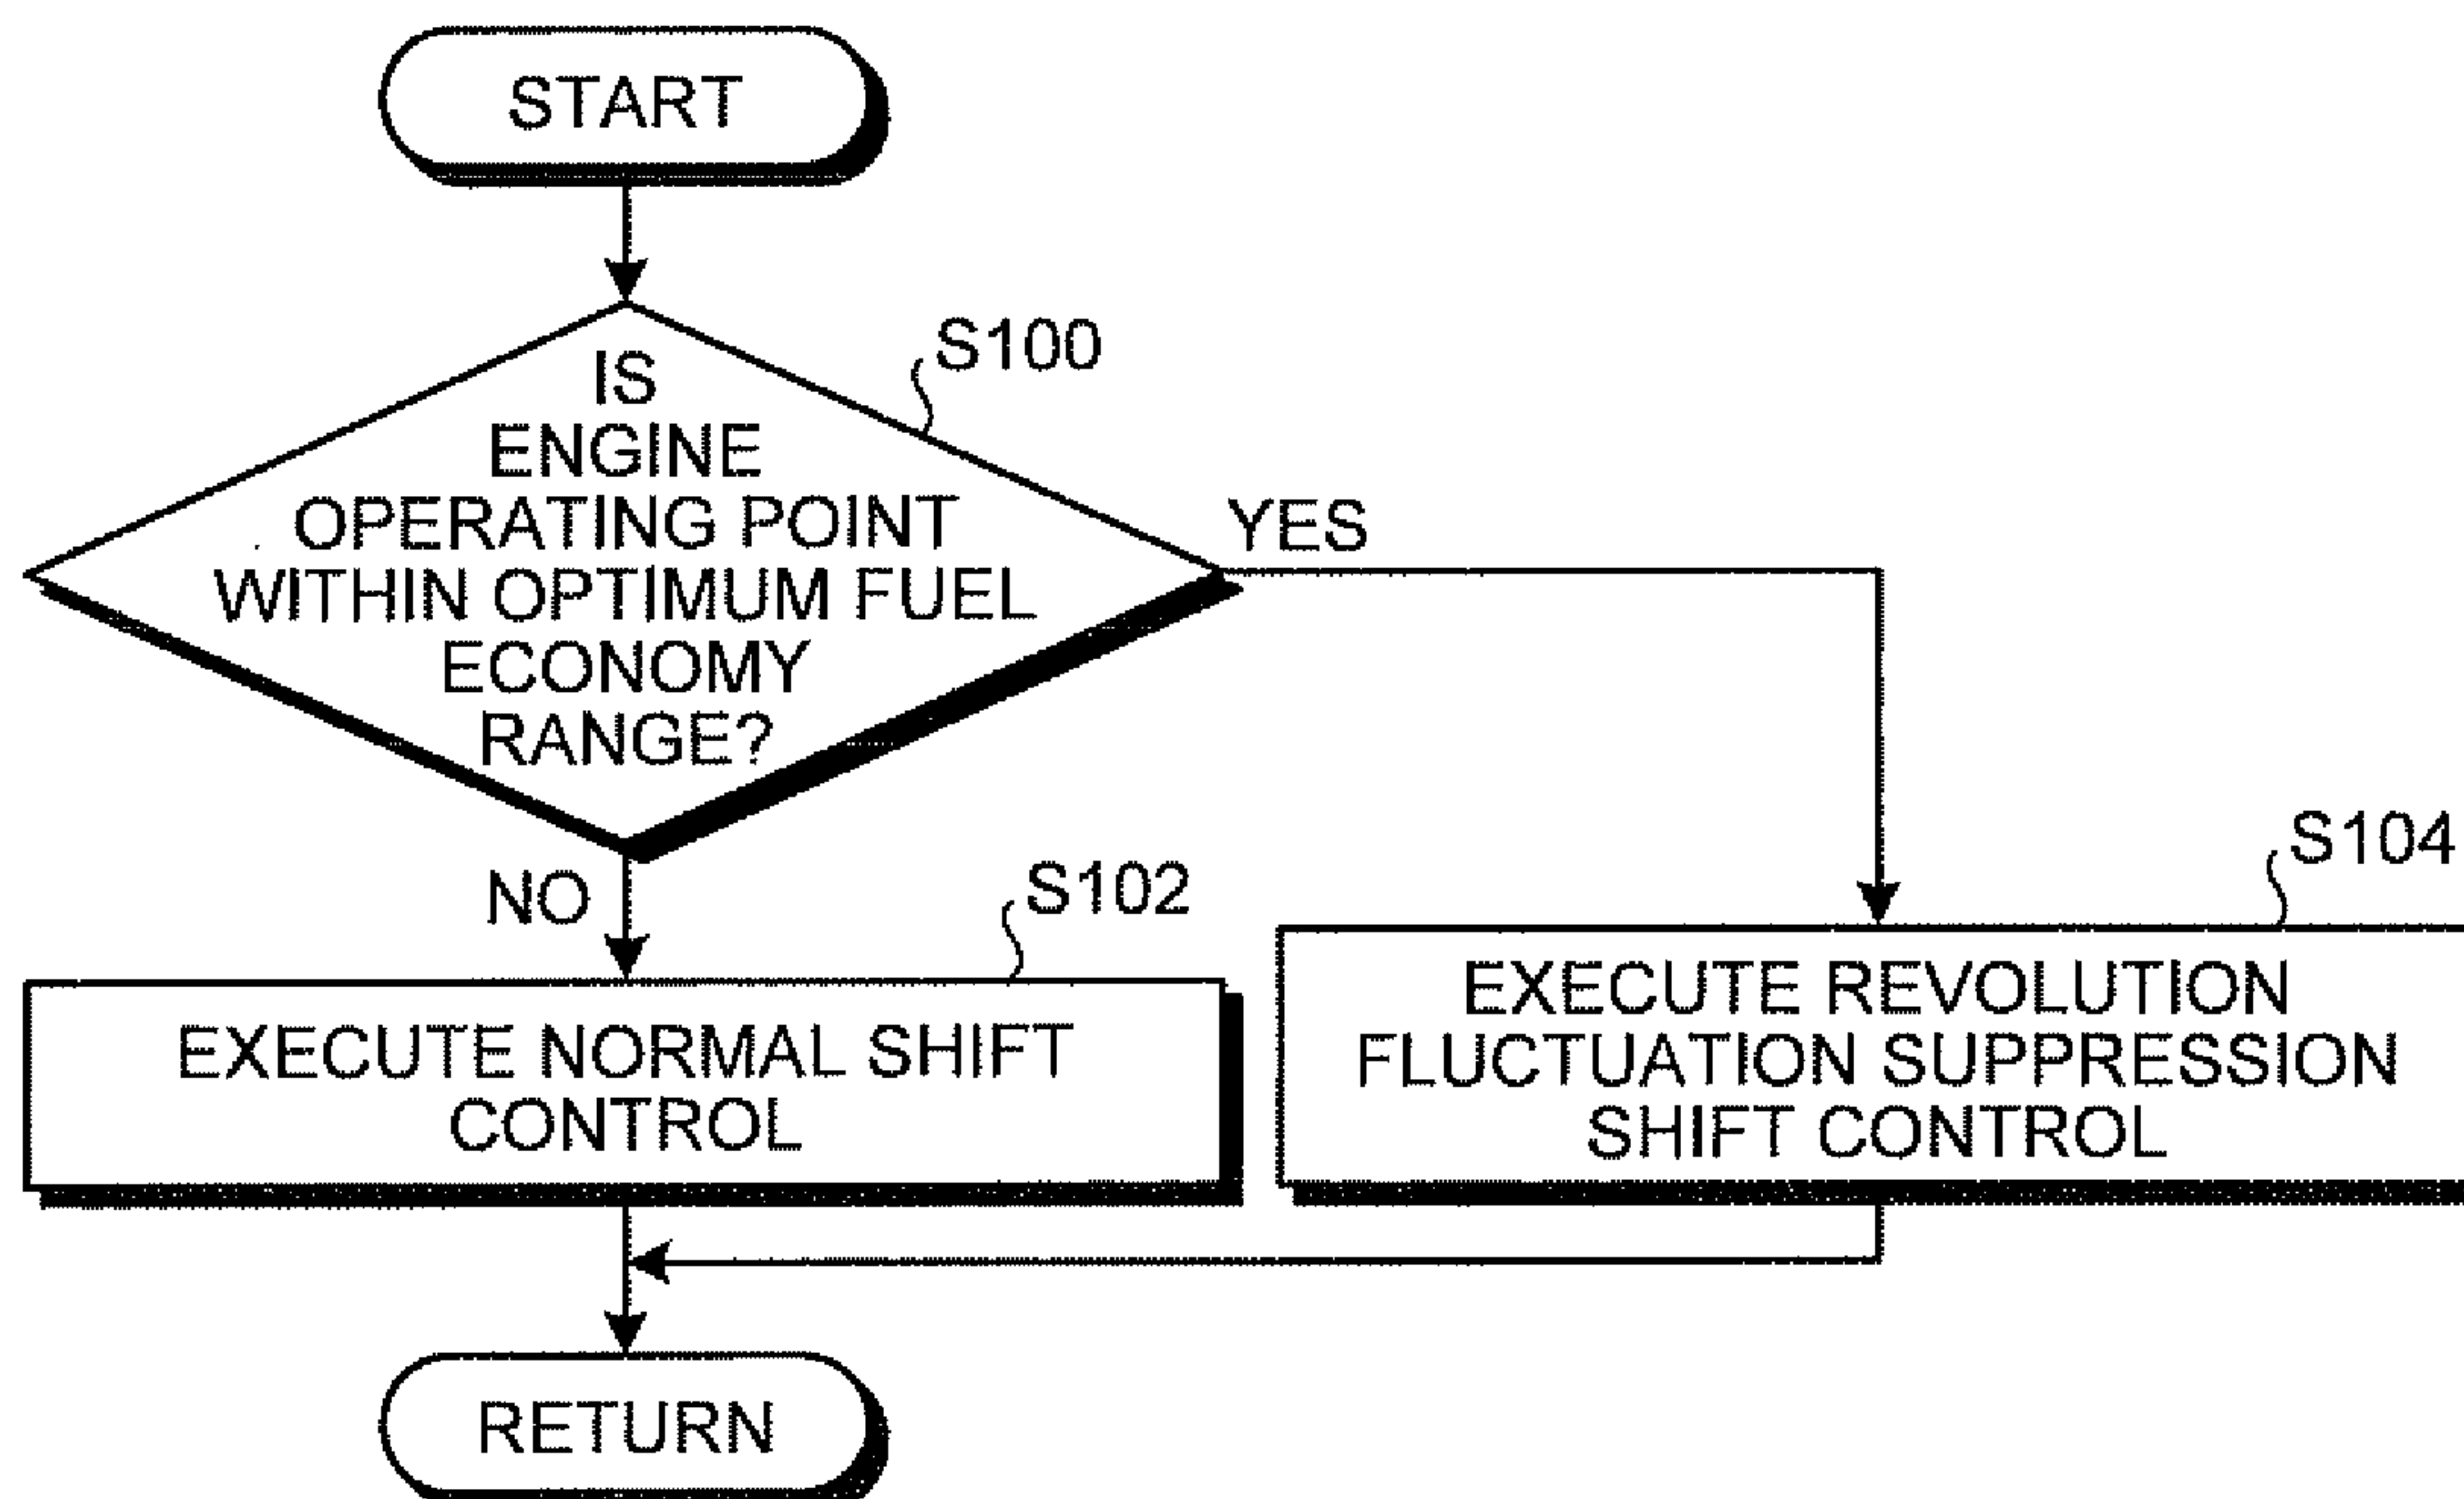 START
S100
IS
ENGINE
OPERATING POINT
WITHIN OPTIMUM FUEL
ECONOMY
RANGE?
YES
NO
S102
EXECUTE NORMAL SHIFT
CONTROL
S104
EXECUTE REVOLUTION
FLUCTUATION SUPPRESSION
SHIFT CONTROL
RETURN